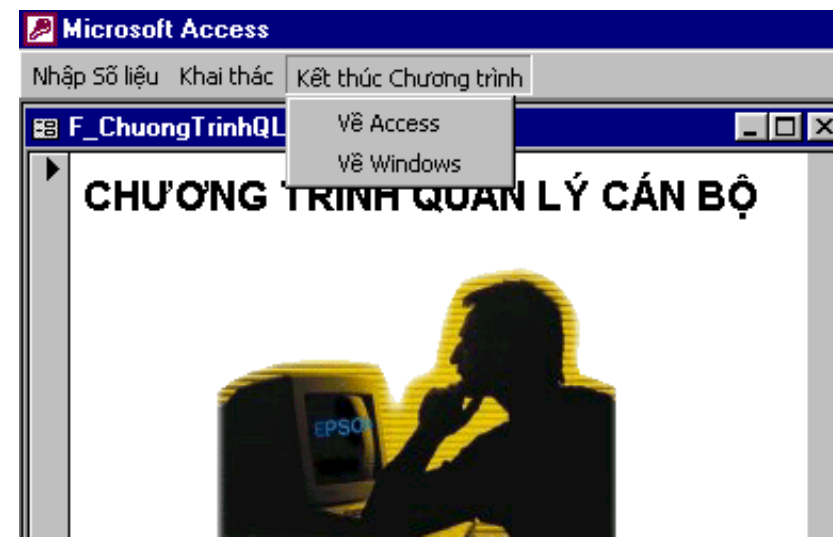 Microsoft Access
Nhập Số liệu Khai thác Kết thúc Chương trình
F_ChuongTrinhQL
Về Access
Về Windows
CHƯƠNG TRÌNH QUẢN LÝ CÁN BỘ
EPSON